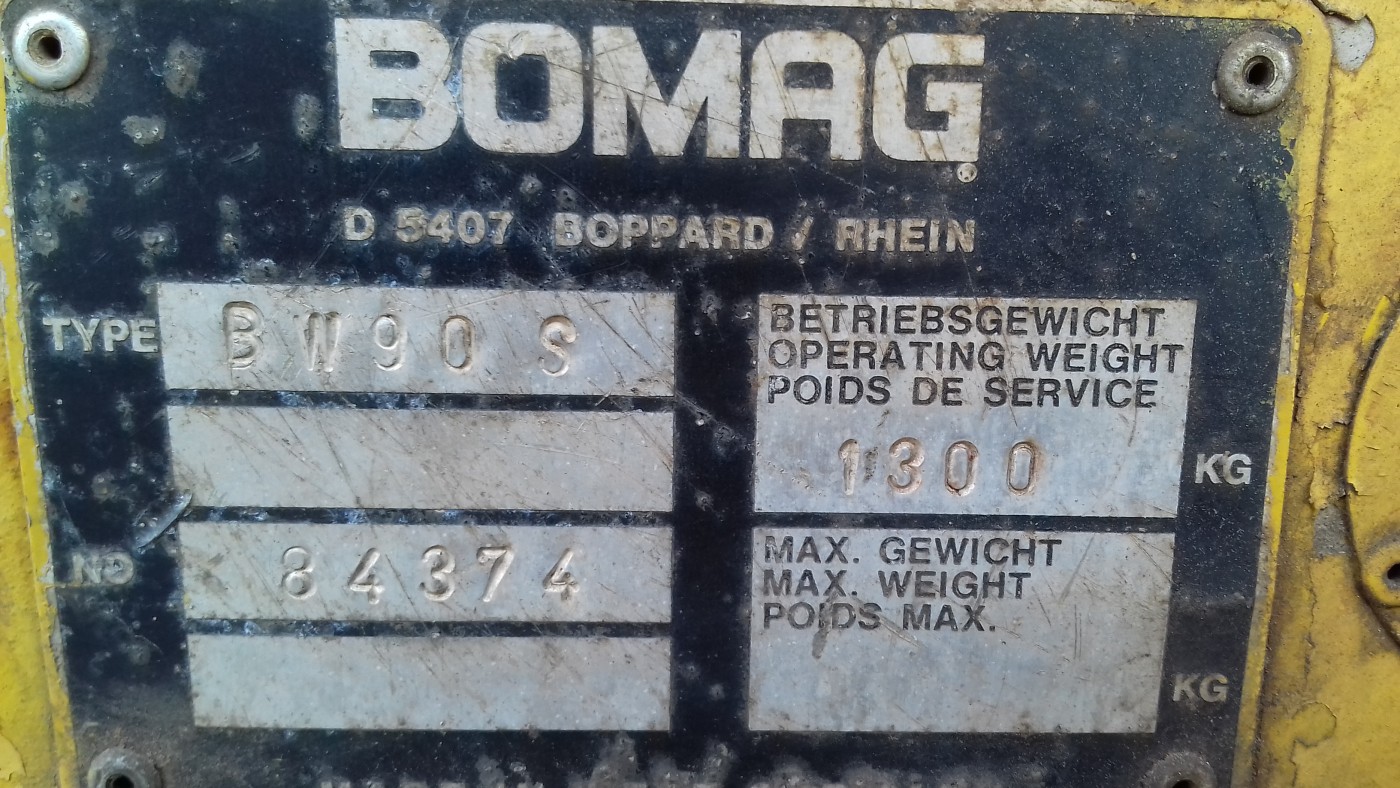 BOMAG®
D 5407 BOPPARD / RHEIN
TYPE BW90 S
NO 84374
BETRIEBSGEWICHT
OPERATING WEIGHT
POIDS DE SERVICE
1300 KG
MAX. GEWICHT
MAX. WEIGHT
POIDS MAX.
KG